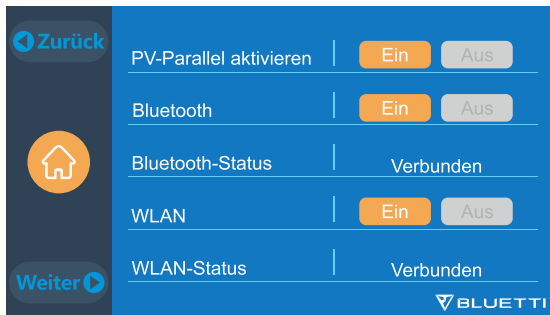 Zurück
PV-Parallel aktivieren Ein Aus
Bluetooth Ein Aus
Bluetooth-Status Verbunden
WLAN Ein Aus
WLAN-Status Verbunden
Weiter
BLUETTI